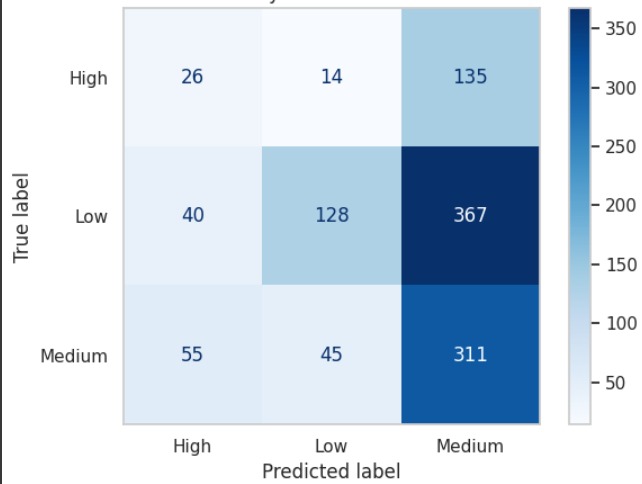 High 26 14 135
Low 40 128 367
Medium 55 45 311
High Low Medium
Predicted label
True label
350
300
250
200
150
100
50